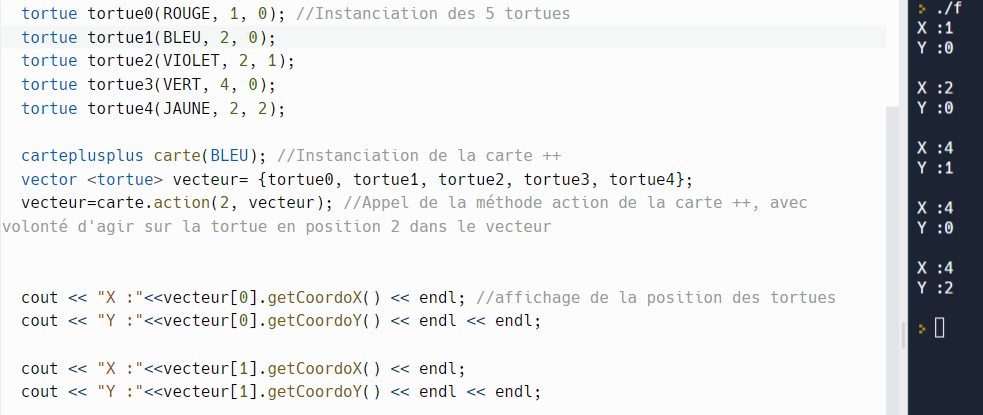 tortue tortue0(ROUGE, 1, 0); //Instanciation des 5 tortues
tortue tortue1(BLEU, 2, 0);
tortue tortue2(VIOLET, 2, 1);
tortue tortue3(VERT, 4, 0);
tortue tortue4(JAUNE, 2, 2);
carteplusplus carte(BLEU); //Instanciation de la carte ++
vector <tortue> vecteur= {tortue0, tortue1, tortue2, tortue3, tortue4};
vecteur=carte.action(2, vecteur); //Appel de la méthode action de la carte ++, avec
volonté d'agir sur la tortue en position 2 dans le vecteur
cout << "X :"<<vecteur[0].getCoordoX() << endl; //affichage de la position des tortues
cout << "Y :"<<vecteur[0].getCoordoY() << endl << endl;
cout << "X :"<<vecteur[1].getCoordoX() << endl;
cout << "Y :"<<vecteur[1].getCoordoY() << endl << endl;
> ./f
X :1
Y :0
X :2
Y :0
X :4
Y :1
X :4
Y :0
X :4
Y :2
>